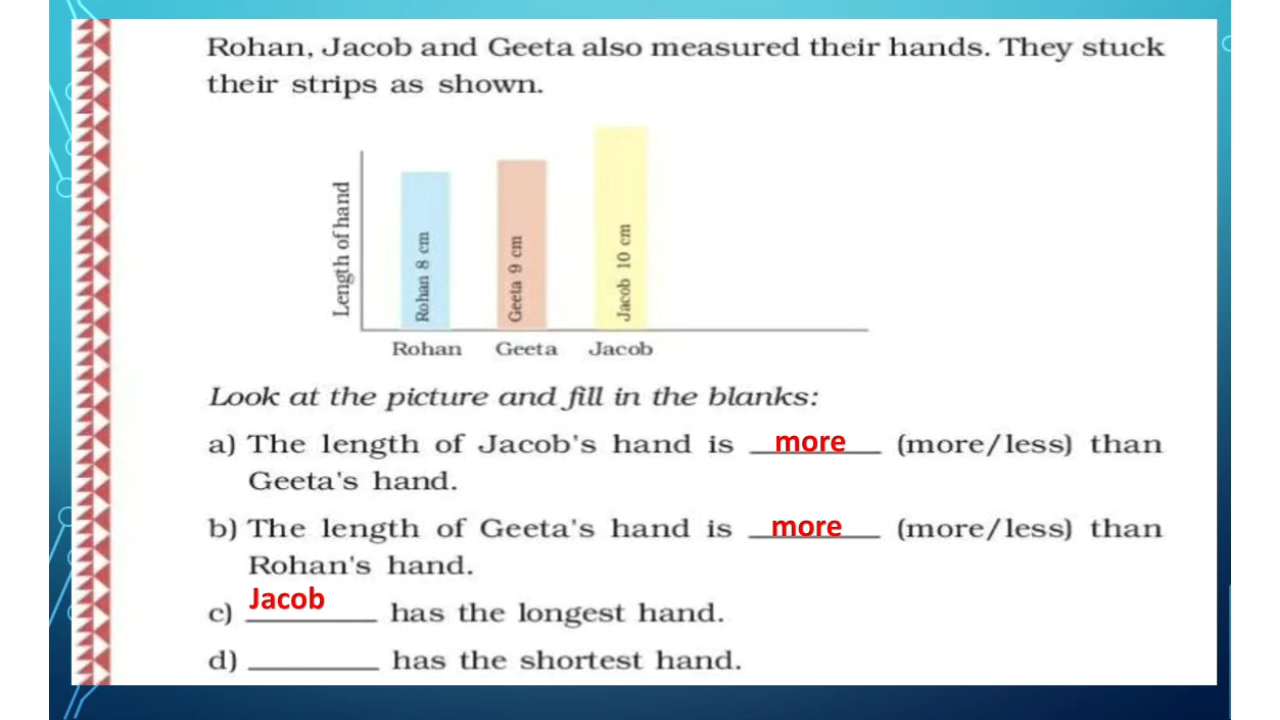 Rohan, Jacob and Geeta also measured their hands. They stuck
their strips as shown.
Length of hand
Rohan 8 cm
Geeta 9 cm
Jacob 10 cm
Rohan Geeta Jacob
Look at the picture and fill in the blanks:
a) The length of Jacob's hand is more (more/less) than
Geeta's hand.
b) The length of Geeta's hand is more (more/less) than
Rohan's hand.
c) Jacob has the longest hand.
d) ________ has the shortest hand.